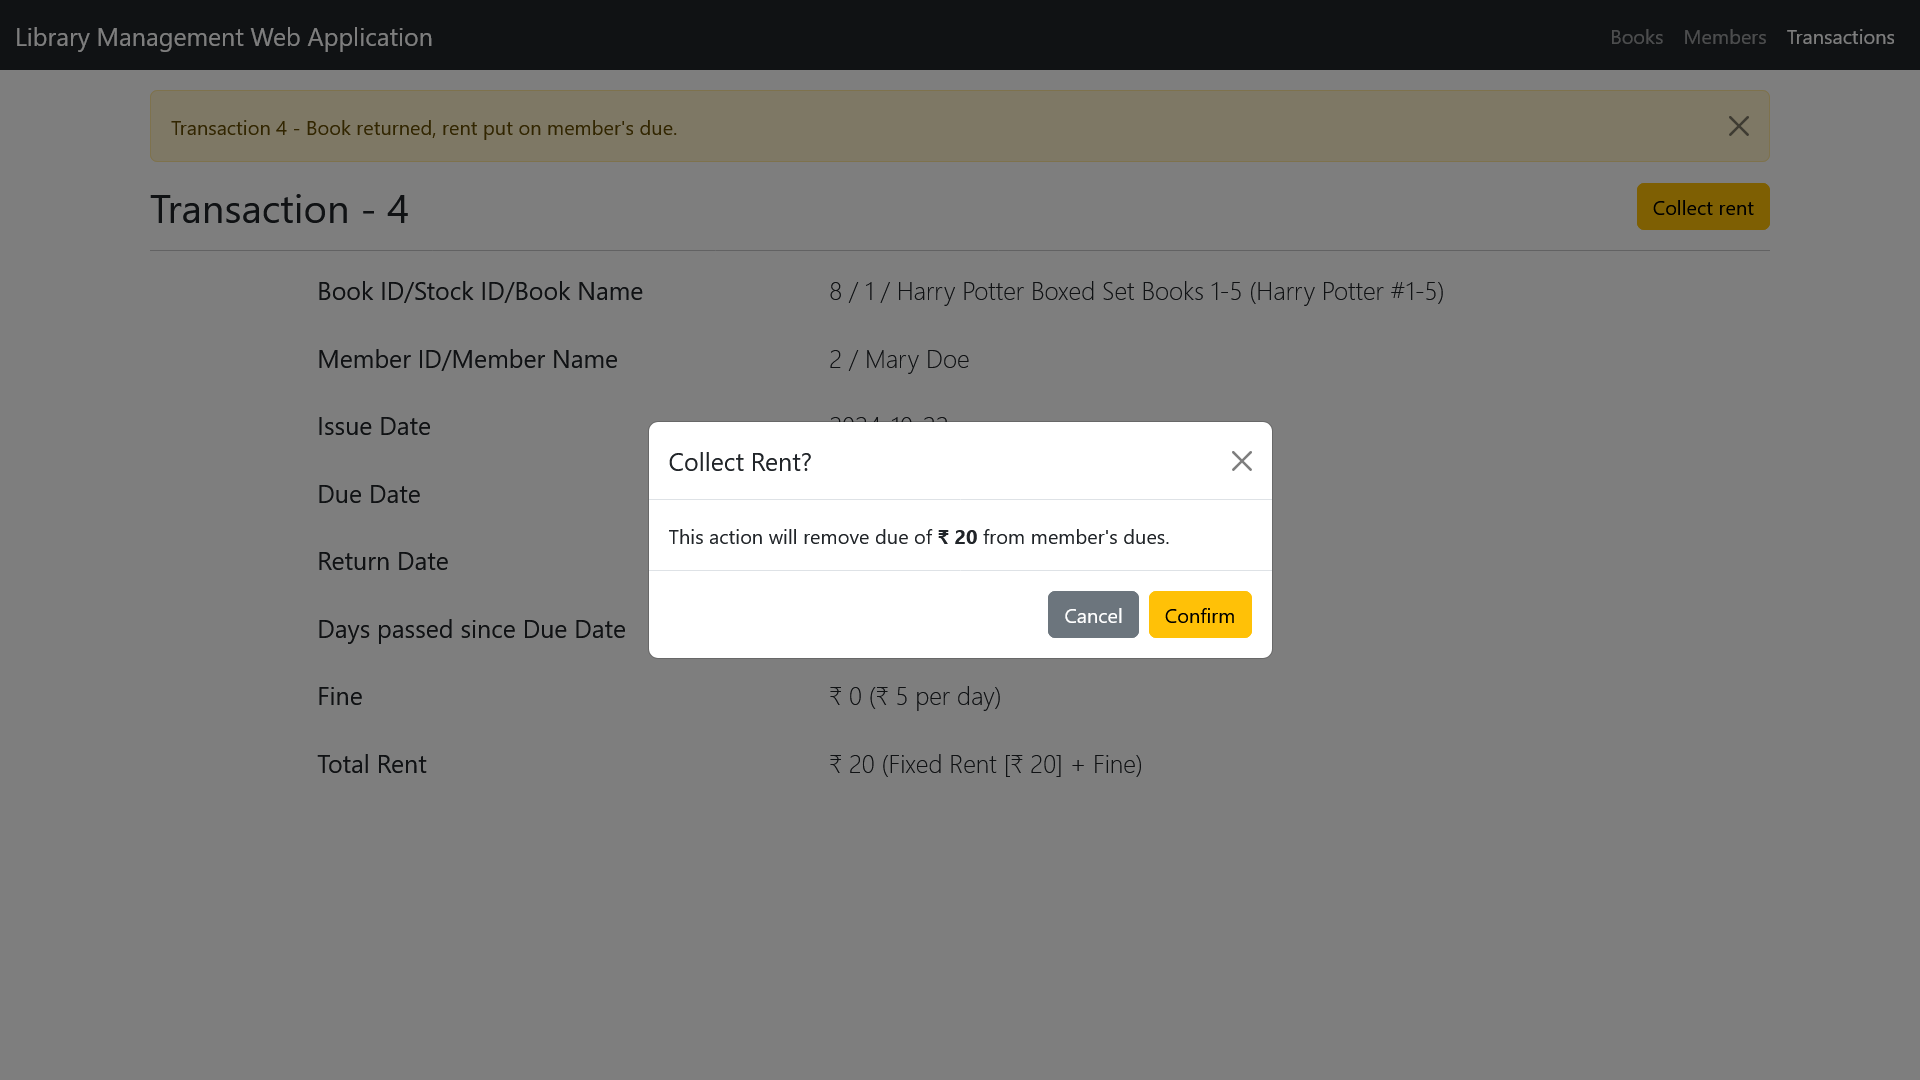 Library Management Web Application
Books Members Transactions
Transaction 4 - Book returned, rent put on member's due.
Transaction - 4
Collect rent
Book ID/Stock ID/Book Name 8 / 1 / Harry Potter Boxed Set Books 1-5 (Harry Potter #1-5)
Member ID/Member Name 2 / Mary Doe
Issue Date
Due Date
Return Date
Days passed since Due Date
Fine ₹ 0 (₹ 5 per day)
Total Rent ₹ 20 (Fixed Rent [₹ 20] + Fine)
Collect Rent?
This action will remove due of ₹ 20 from member's dues.
Cancel Confirm